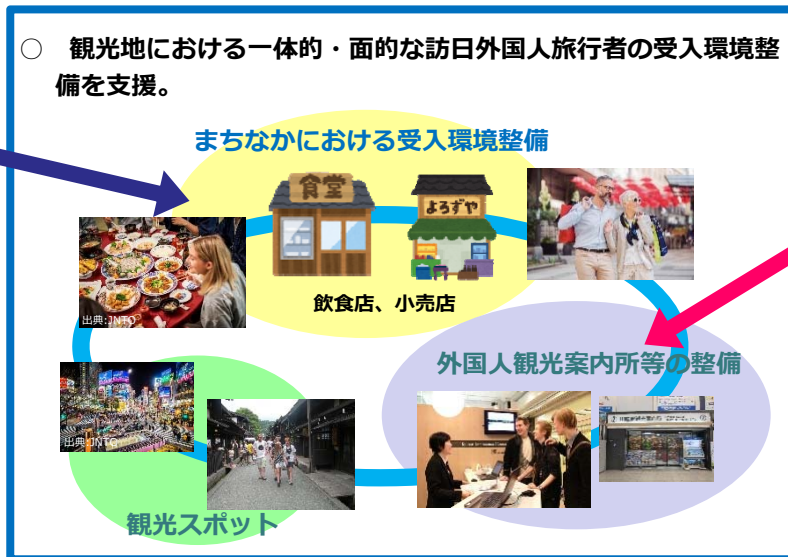 ○ 観光地における一体的・面的な訪日外国人旅行者の受入環境整
備を支援。
まちなかにおける受入環境整備
食堂
よろずや
飲食店、小売店
出典:JNTO
外国人観光案内所等の整備
出典:JNTO
観光スポット